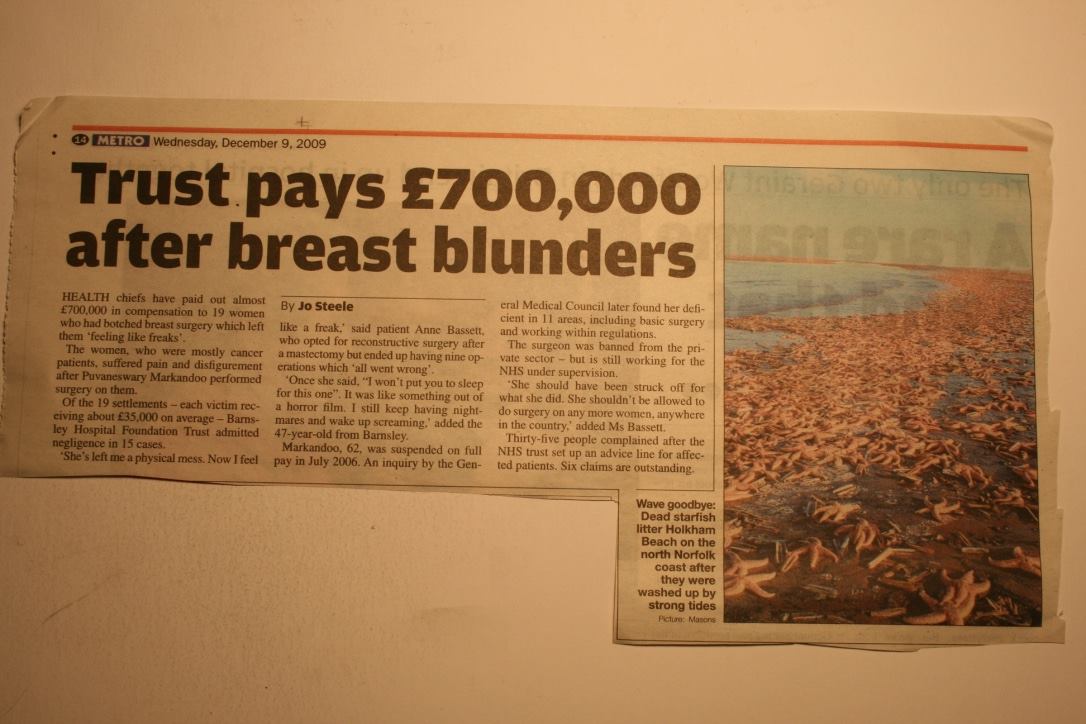 14 METRO Wednesday, December 9, 2009
Trust pays £700,000
after breast blunders
HEALTH chiefs have paid out almost
£700,000 in compensation to 19 women
who had botched breast surgery which left
them ‘feeling like freaks’.
The women, who were mostly cancer
patients, suffered pain and disfigurement
after Puvaneswary Markandoo performed
surgery on them.
Of the 19 settlements – each victim rec-
eiving about £35,000 on average – Barns-
ley Hospital Foundation Trust admitted
negligence in 15 cases.
‘She’s left me a physical mess. Now I feel
By Jo Steele
like a freak,’ said patient Anne Bassett,
who opted for reconstructive surgery after
a mastectomy but ended up having nine op-
erations which ‘all went wrong’.
‘Once she said, “I won’t put you to sleep
for this one”. It was like something out of
a horror film. I still keep having night-
mares and wake up screaming,’ added the
47-year-old from Barnsley.
Markandoo, 62, was suspended on full
pay in July 2006. An inquiry by the Gen-
eral Medical Council later found her defi-
cient in 11 areas, including basic surgery
and working within regulations.
The surgeon was banned from the pri-
vate sector – but is still working for the
NHS under supervision.
‘She should have been struck off for
what she did. She shouldn’t be allowed to
do surgery on any more women, anywhere
in the country,’ added Ms Bassett.
Thirty-five people complained after the
NHS trust set up an advice line for affec-
ted patients. Six claims are outstanding.
Wave goodbye:
Dead starfish
litter Holkham
Beach on the
north Norfolk
coast after
they were
washed up by
strong tides
Picture: Masons